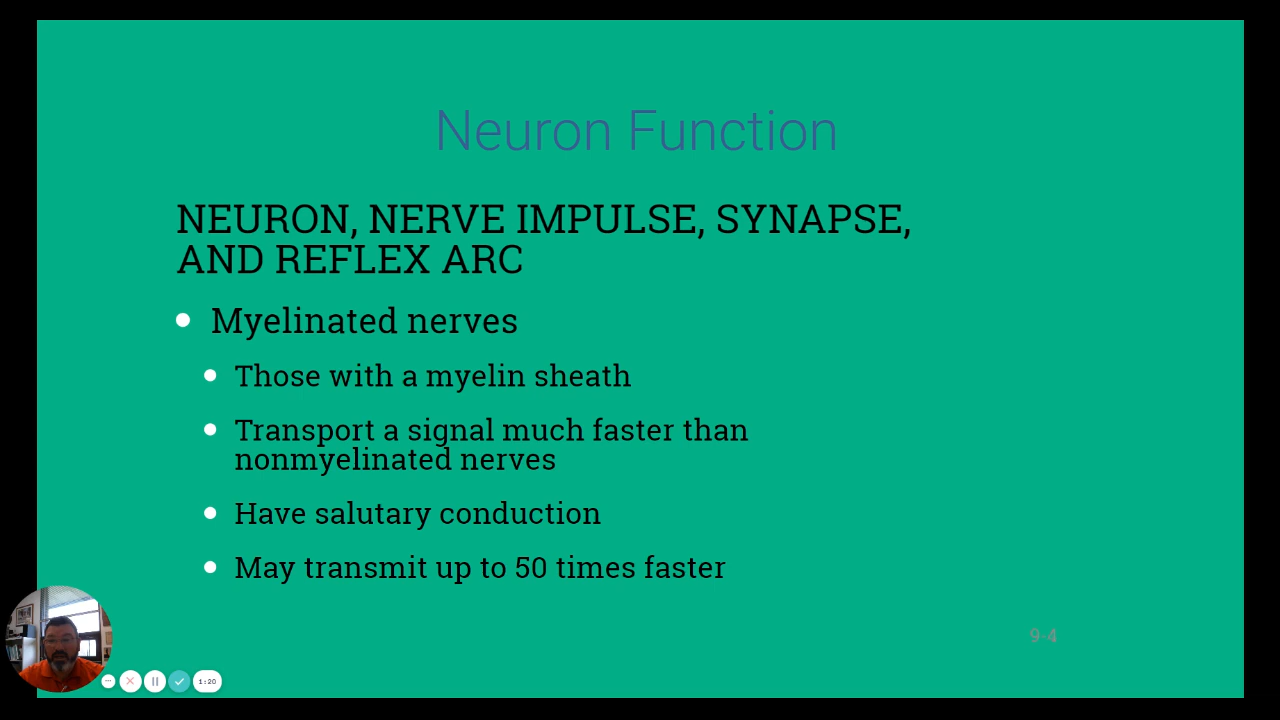 Neuron Function
NEURON, NERVE IMPULSE, SYNAPSE,
AND REFLEX ARC
Myelinated nerves
Those with a myelin sheath
Transport a signal much faster than
nonmyelinated nerves
Have salutary conduction
May transmit up to 50 times faster
9-4
1:20